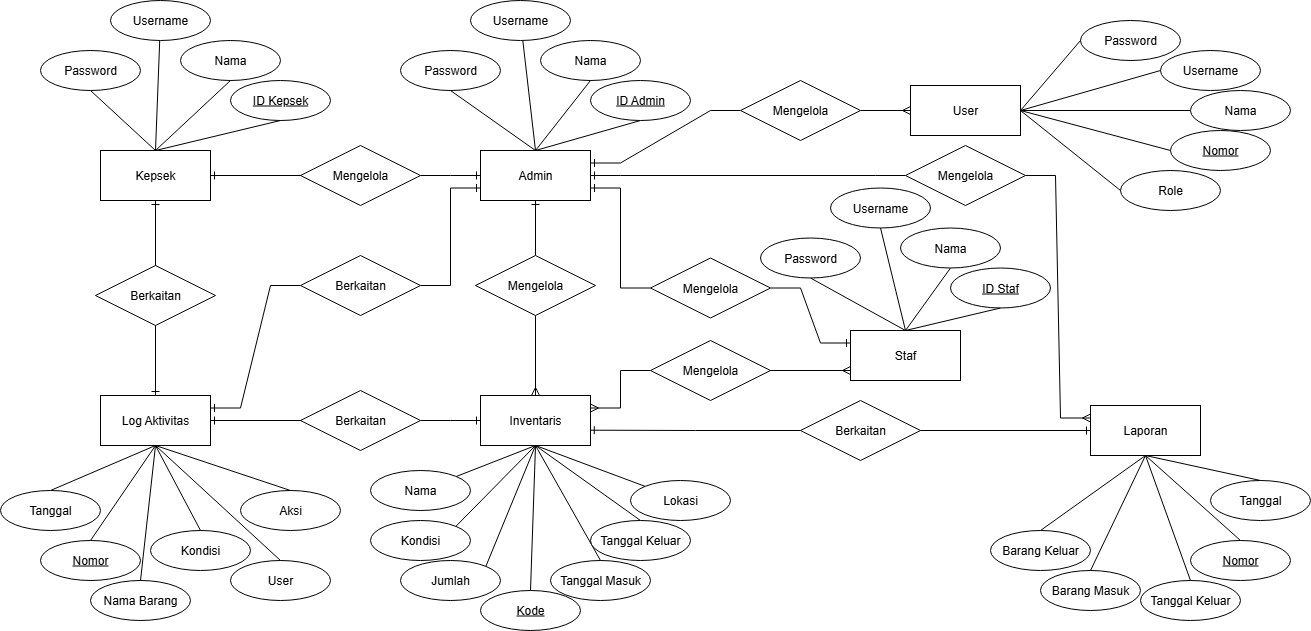 Username
Password
Nama
ID Kepsek
Username
Password
Nama
ID Admin
Password
Username
Nama
Nomor
Role
Mengelola
User
Kepsek
Mengelola
Admin
Mengelola
Username
Password
Nama
ID Staf
Berkaitan
Berkaitan
Mengelola
Mengelola
Staf
Mengelola
Log Aktivitas
Berkaitan
Inventaris
Berkaitan
Laporan
Tanggal
Nomor
Nama Barang
Kondisi
User
Aksi
Nama
Kondisi
Jumlah
Kode
Tanggal Masuk
Tanggal Keluar
Lokasi
Barang Keluar
Barang Masuk
Tanggal Keluar
Nomor
Tanggal